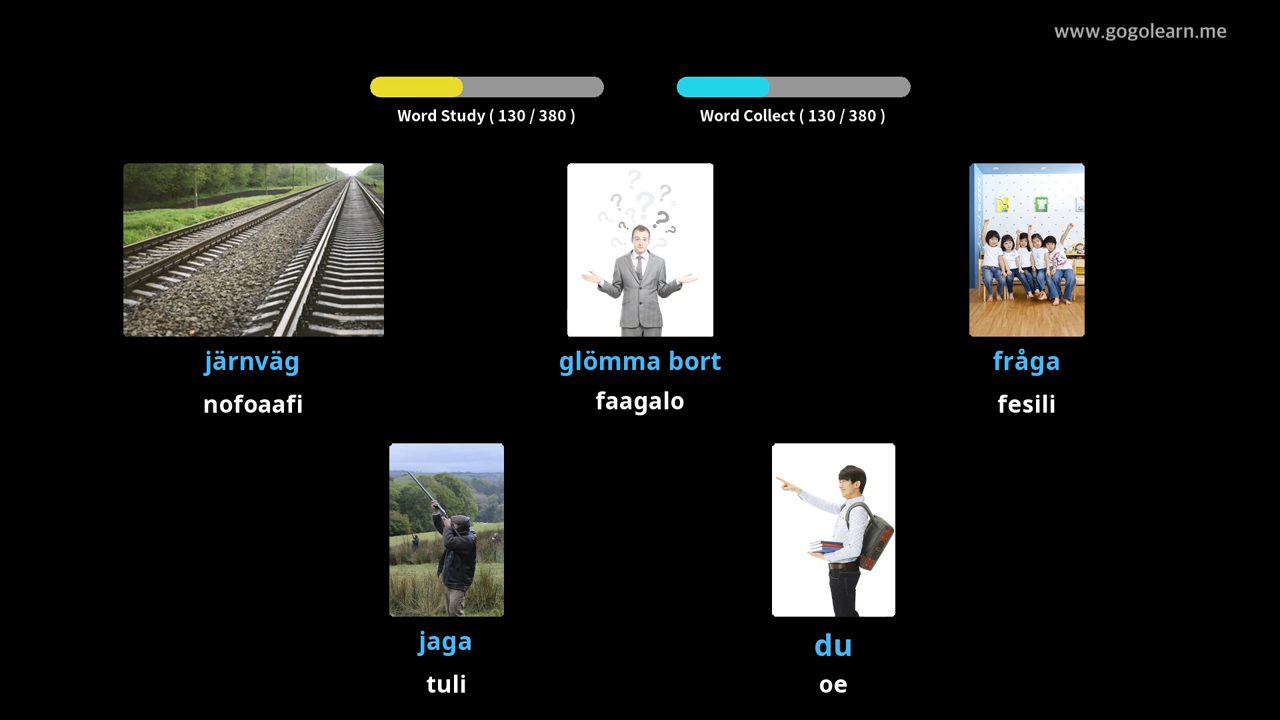 www.gogolearn.me
Word Study ( 130 / 380 )
Word Collect ( 130 / 380 )
järnväg
glömma bort
fråga
nofoaafi
faagalo
fesili
jaga
du
tuli
oe